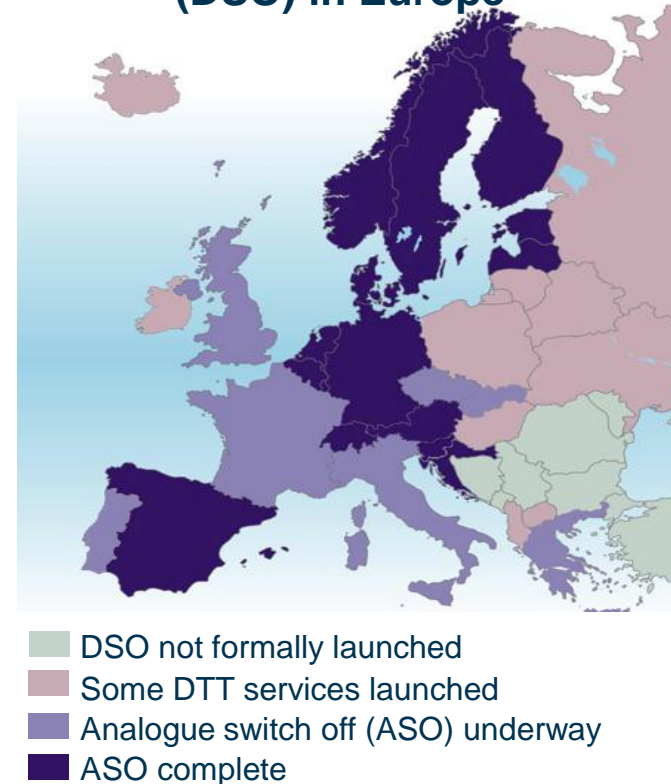 (DSO) in Europe
DSO not formally launched
Some DTT services launched
Analogue switch off (ASO) underway
ASO complete